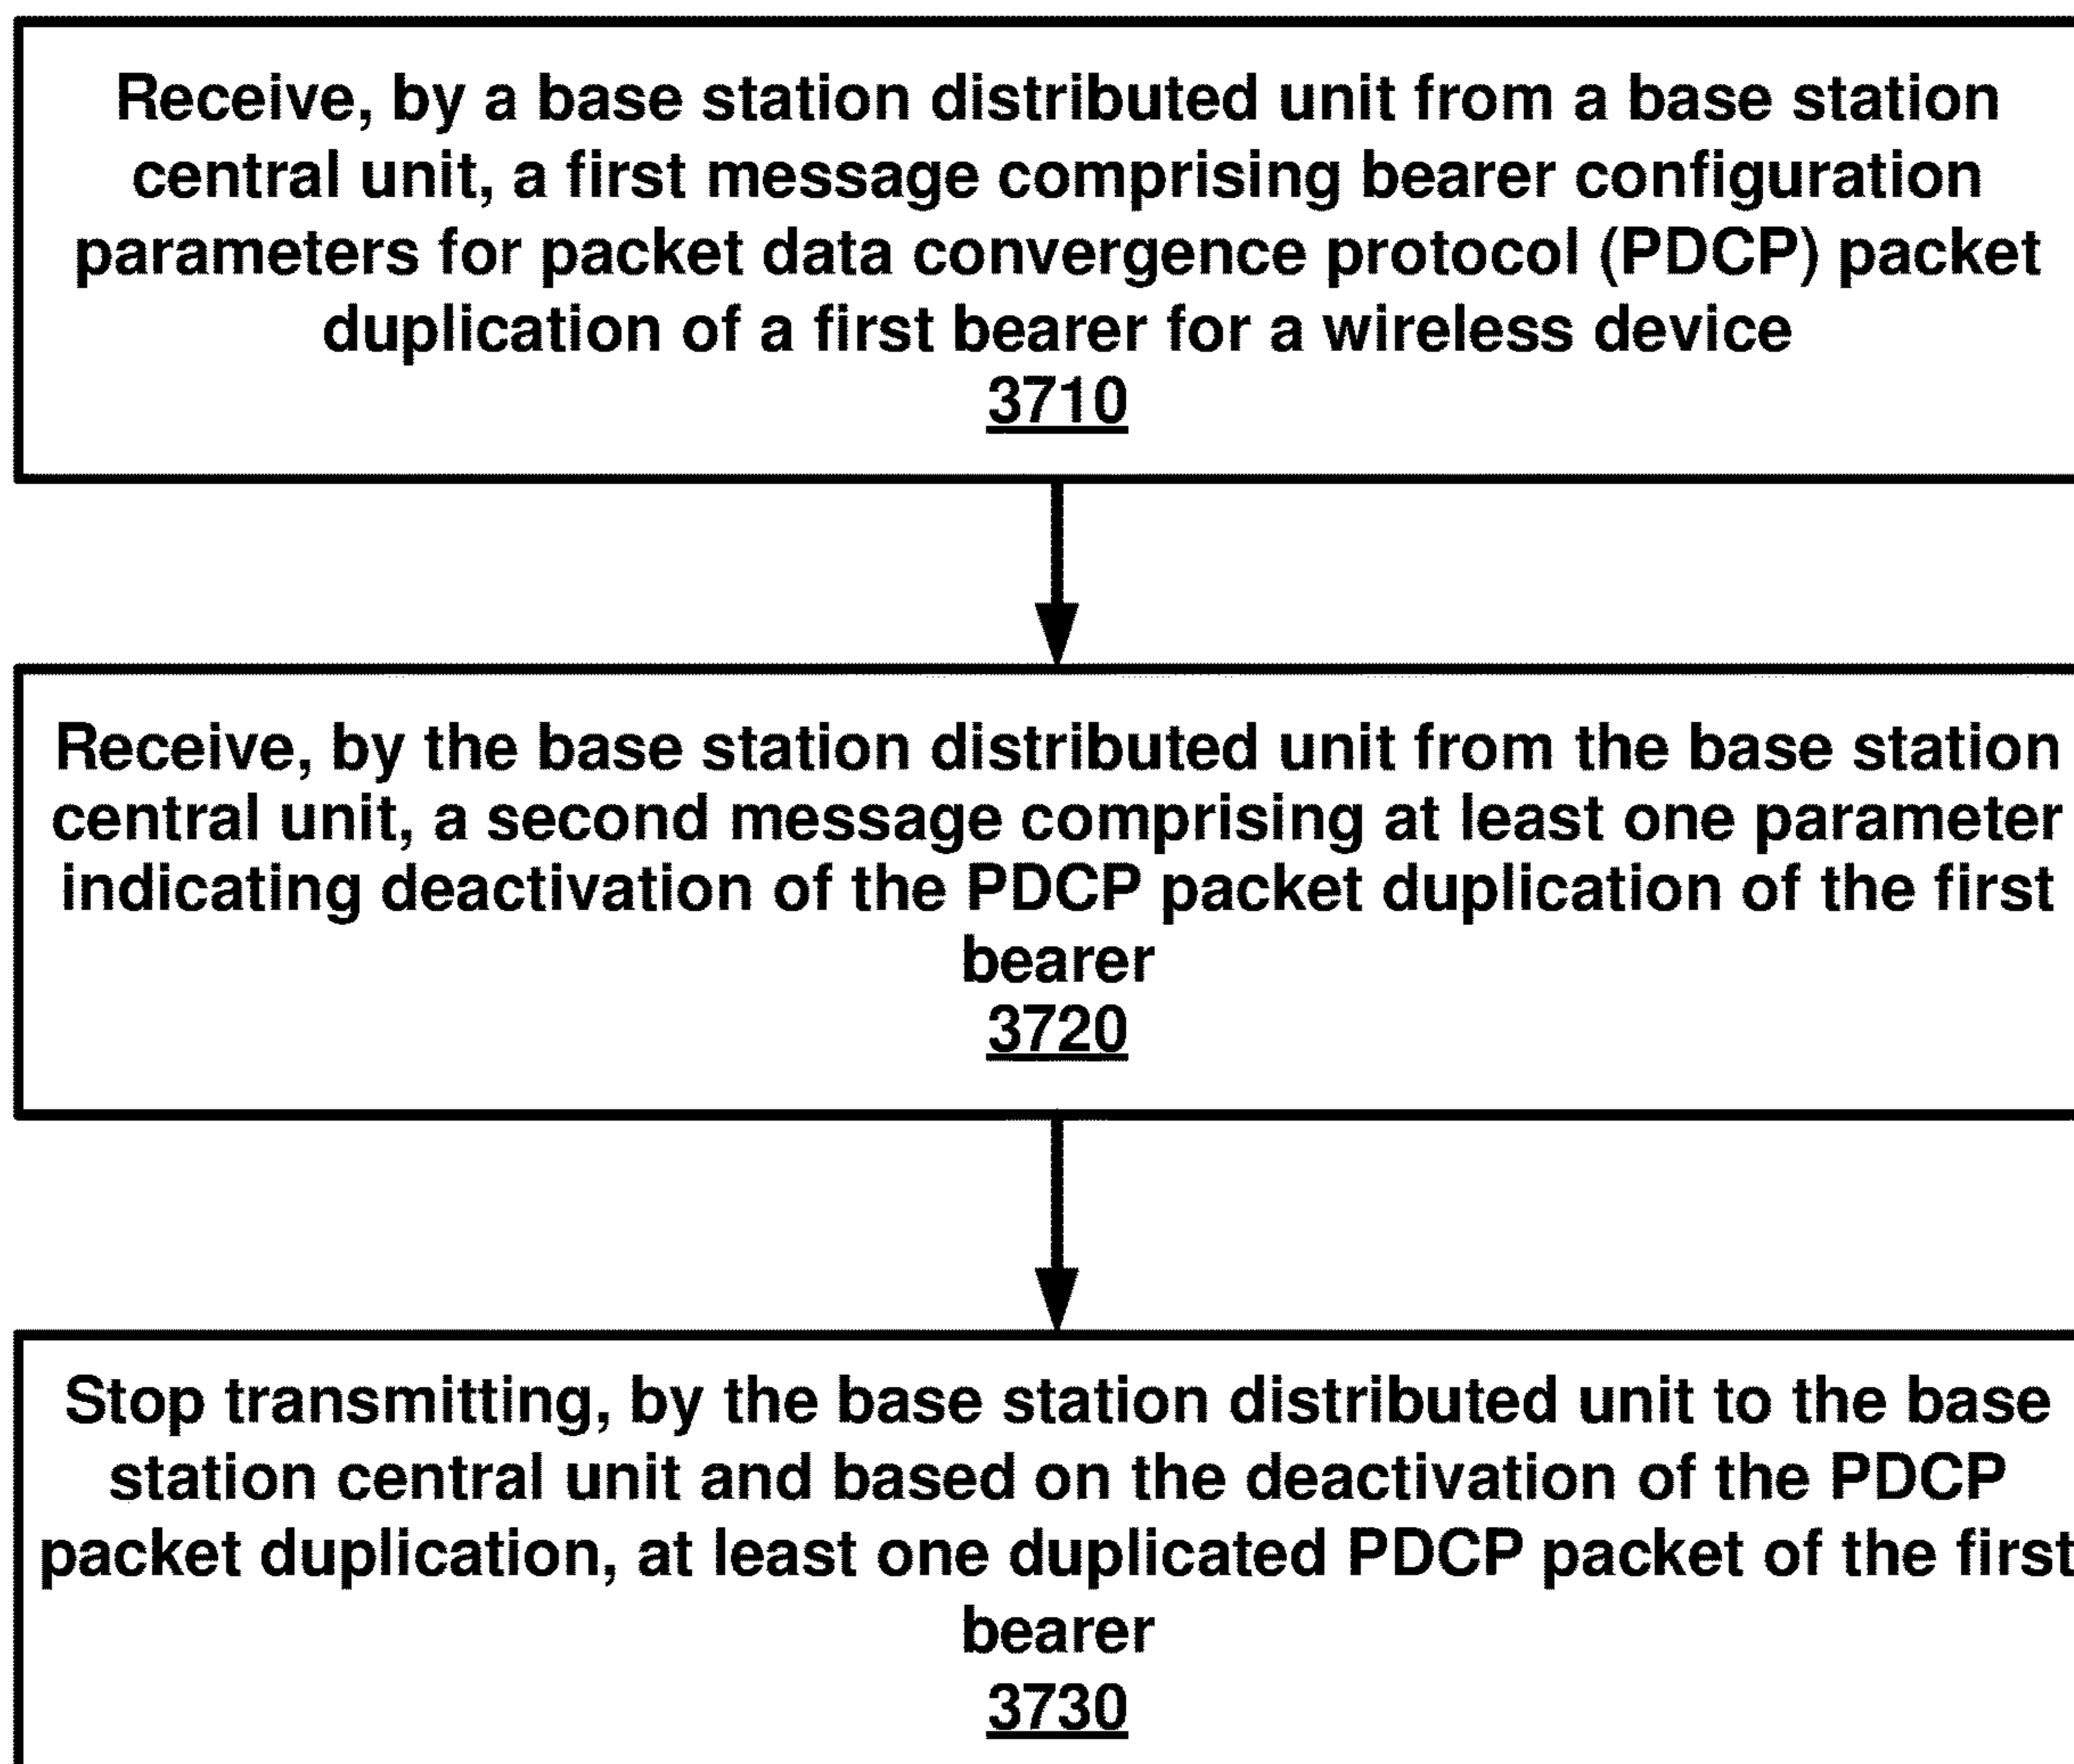 Receive, by a base station distributed unit from a base station
central unit, a first message comprising bearer configuration
parameters for packet data convergence protocol (PDCP) packet
duplication of a first bearer for a wireless device
3710
Receive, by the base station distributed unit from the base station
central unit, a second message comprising at least one parameter
indicating deactivation of the PDCP packet duplication of the first
bearer
3720
Stop transmitting, by the base station distributed unit to the base
station central unit and based on the deactivation of the PDCP
packet duplication, at least one duplicated PDCP packet of the first
bearer
3730